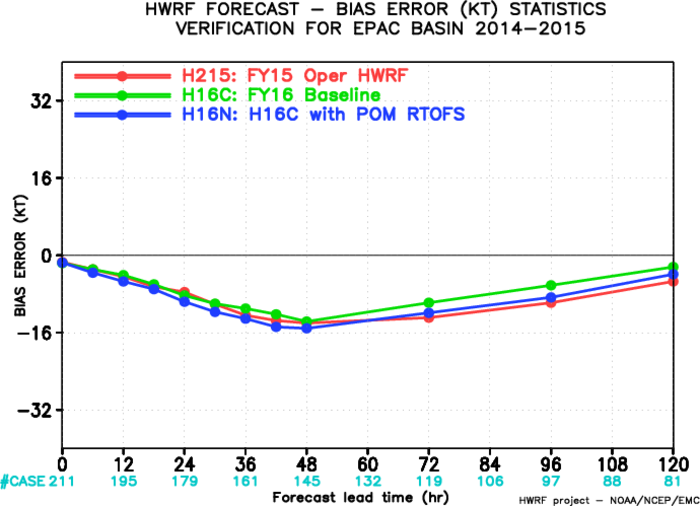 HWRF FORECAST – BIAS ERROR (KT) STATISTICS
VERIFICATION FOR EPAC BASIN 2014–2015
H215: FY15 Oper HWRF
H16C: FY16 Baseline
H16N: H16C with POM RTOFS
BIAS ERROR (KT)
32
16
0
–16
–32
0 12 24 36 48 60 72 84 96 108 120
#CASE 211 195 179 161 145 132 119 106 97 88 81
Forecast lead time (hr)
HWRF project – NOAA/NCEP/EMC